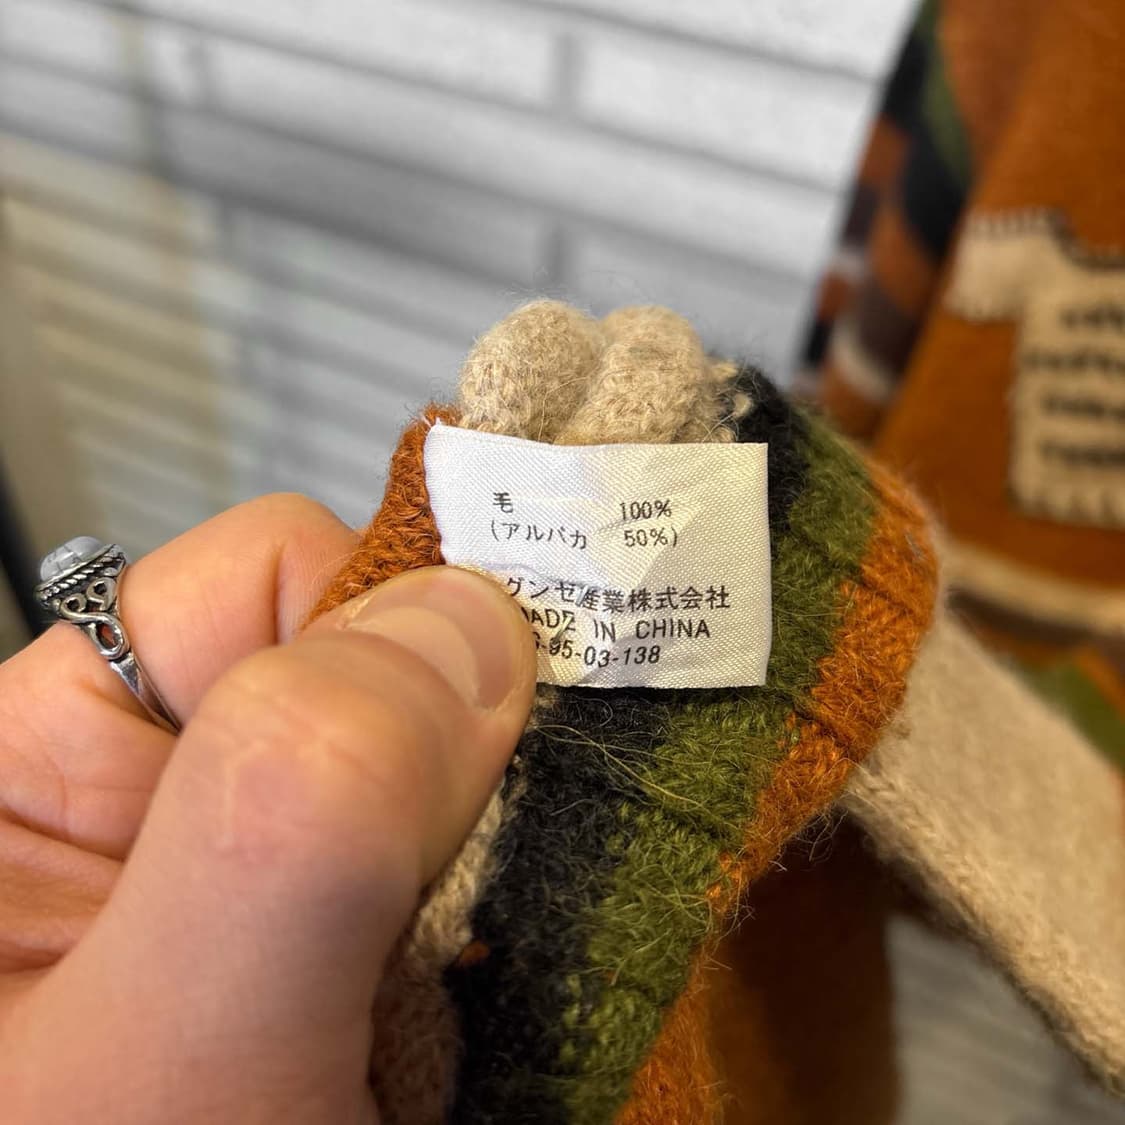 毛 100%
(アルパカ 50%)
グンゼ産業株式会社
MADE IN CHINA
-95-03-138